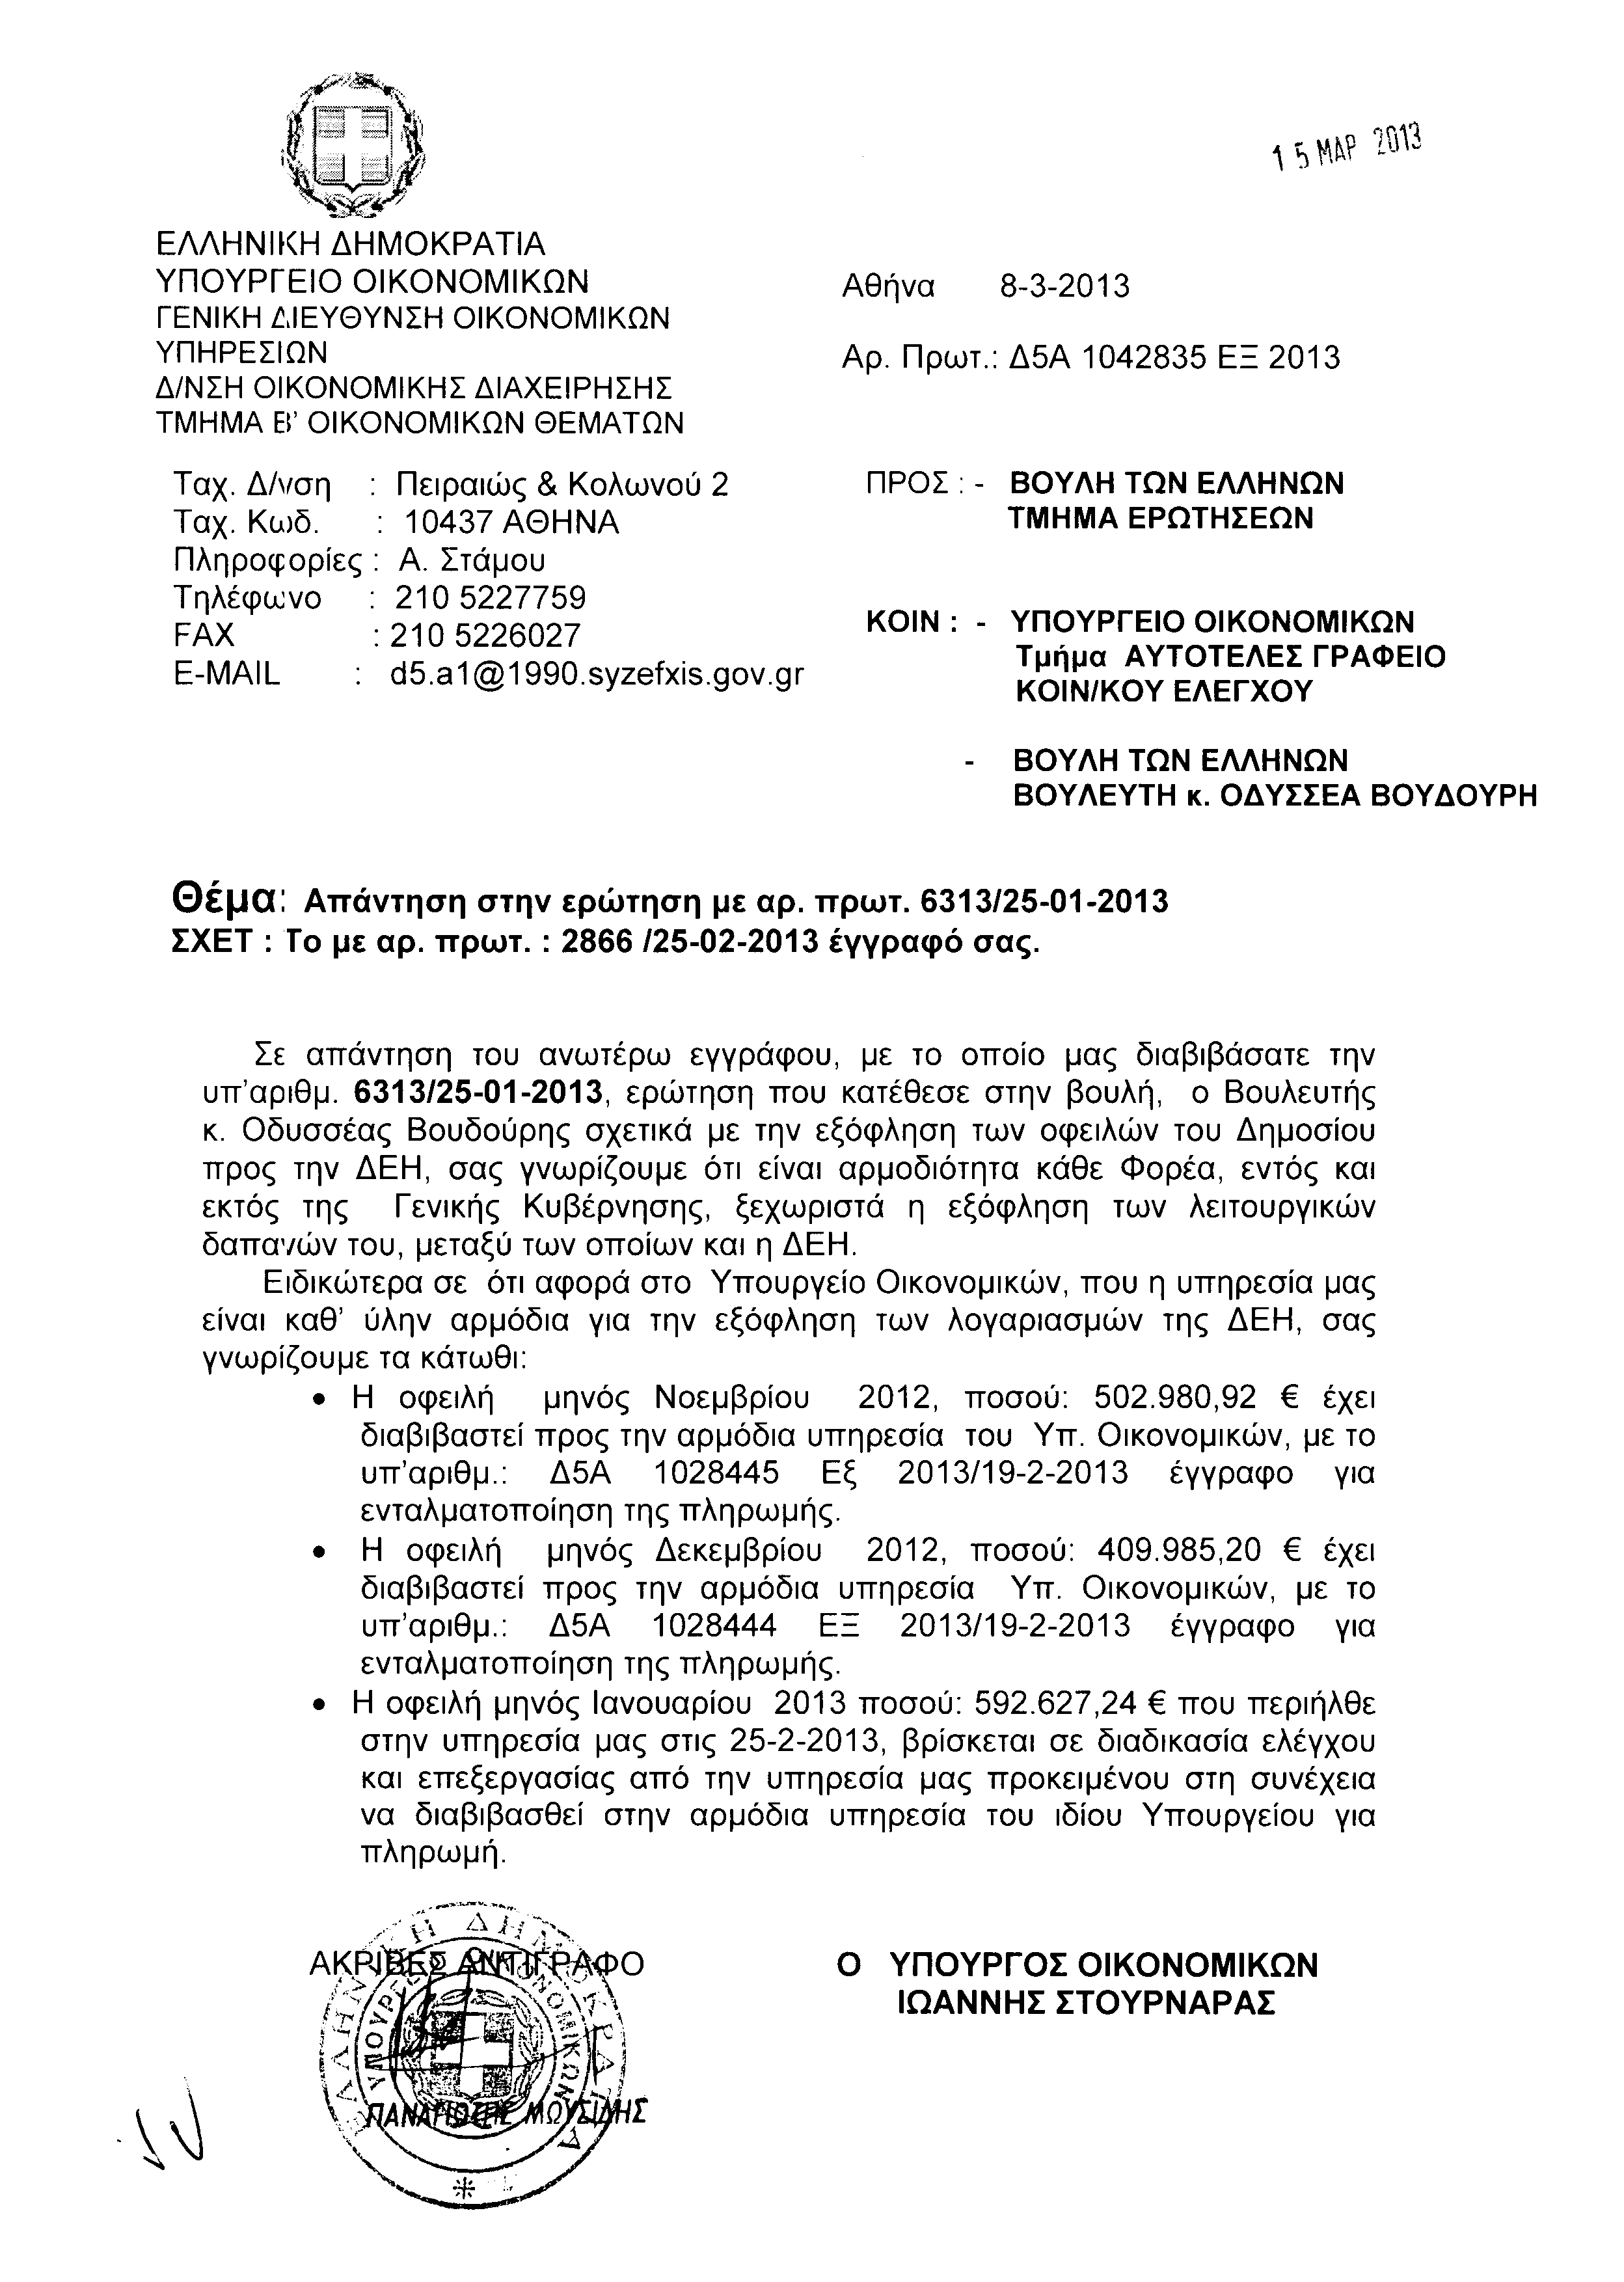 1 5 ΜΑΡ 2013
ΕΛΛΗΝΙΚΗ ΔΗΜΟΚΡΑΤΙΑ
ΥΠΟΥΡΓΕΙΟ ΟΙΚΟΝΟΜΙΚΩΝ
ΓΕΝΙΚΗ ΔΙΕΥΘΥΝΣΗ ΟΙΚΟΝΟΜΙΚΩΝ
ΥΠΗΡΕΣΙΩΝ
Δ/ΝΣΗ ΟΙΚΟΝΟΜΙΚΗΣ ΔΙΑΧΕΙΡΗΣΗΣ
ΤΜΗΜΑ Β’ ΟΙΚΟΝΟΜΙΚΩΝ ΘΕΜΑΤΩΝ
Αθήνα 8-3-2013
Αρ. Πρωτ.: Δ5Α 1042835 ΕΞ 2013
Ταχ. Δ/νση : Πειραιώς & Κολωνού 2
Ταχ. Κωδ. : 10437 ΑΘΗΝΑ
Πληροφορίες : Α. Στάμου
Τηλέφωνο : 210 5227759
FAX : 210 5226027
E-MAIL : d5.a1@1990.syzefxis.gov.gr
ΠΡΟΣ : - ΒΟΥΛΗ ΤΩΝ ΕΛΛΗΝΩΝ
ΤΜΗΜΑ ΕΡΩΤΗΣΕΩΝ
ΚΟΙΝ : - ΥΠΟΥΡΓΕΙΟ ΟΙΚΟΝΟΜΙΚΩΝ
Τμήμα ΑΥΤΟΤΕΛΕΣ ΓΡΑΦΕΙΟ
ΚΟΙΝ/ΚΟΥ ΕΛΕΓΧΟΥ
- ΒΟΥΛΗ ΤΩΝ ΕΛΛΗΝΩΝ
ΒΟΥΛΕΥΤΗ κ. ΟΔΥΣΣΕΑ ΒΟΥΔΟΥΡΗ
Θέμα: Απάντηση στην ερώτηση με αρ. πρωτ. 6313/25-01-2013
ΣΧΕΤ : Το με αρ. πρωτ. : 2866 /25-02-2013 έγγραφό σας.
Σε απάντηση του ανωτέρω εγγράφου, με το οποίο μας διαβιβάσατε την
υπ’αριθμ. 6313/25-01-2013, ερώτηση που κατέθεσε στην βουλή, ο Βουλευτής
κ. Οδυσσέας Βουδούρης σχετικά με την εξόφληση των οφειλών του Δημοσίου
προς την ΔΕΗ, σας γνωρίζουμε ότι είναι αρμοδιότητα κάθε Φορέα, εντός και
εκτός της Γενικής Κυβέρνησης, ξεχωριστά η εξόφληση των λειτουργικών
δαπανών του, μεταξύ των οποίων και η ΔΕΗ.
Ειδικώτερα σε ότι αφορά στο Υπουργείο Οικονομικών, που η υπηρεσία μας
είναι καθ’ ύλην αρμόδια για την εξόφληση των λογαριασμών της ΔΕΗ, σας
γνωρίζουμε τα κάτωθι:
• Η οφειλή μηνός Νοεμβρίου 2012, ποσού: 502.980,92 € έχει
διαβιβαστεί προς την αρμόδια υπηρεσία του Υπ. Οικονομικών, με το
υπ’αριθμ.: Δ5Α 1028445 Εξ 2013/19-2-2013 έγγραφο για
ενταλματοποίηση της πληρωμής.
• Η οφειλή μηνός Δεκεμβρίου 2012, ποσού: 409.985,20 € έχει
διαβιβαστεί προς την αρμόδια υπηρεσία Υπ. Οικονομικών, με το
υπ’αριθμ.: Δ5Α 1028444 ΕΞ 2013/19-2-2013 έγγραφο για
ενταλματοποίηση της πληρωμής.
• Η οφειλή μηνός Ιανουαρίου 2013 ποσού: 592.627,24 € που περιήλθε
στην υπηρεσία μας στις 25-2-2013, βρίσκεται σε διαδικασία ελέγχου
και επεξεργασίας από την υπηρεσία μας προκειμένου στη συνέχεια
να διαβιβασθεί στην αρμόδια υπηρεσία του ιδίου Υπουργείου για
πληρωμή.
ΑΚΡΙΒΕΣ ΑΝΤΙΓΡΑΦΟ
Ο ΥΠΟΥΡΓΟΣ ΟΙΚΟΝΟΜΙΚΩΝ
ΙΩΑΝΝΗΣ ΣΤΟΥΡΝΑΡΑΣ
ΕΛΛΗΝΙΚΗ ΔΗΜΟΚΡΑΤΙΑ
ΥΠΟΥΡΓΕΙΟ ΟΙΚΟΝΟΜΙΚΩΝ
ΠΑΝΑΓΙΩΤΗΣ ΜΩΥΣΙΔΗΣ